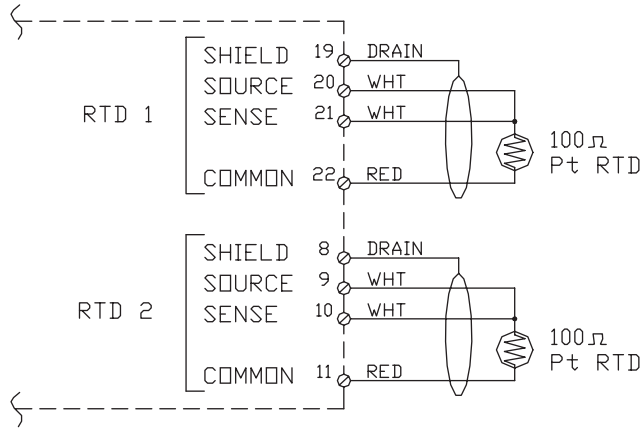 RTD 1
SHIELD 19 DRAIN
SOURCE 20 WHT
SENSE 21 WHT
COMMON 22 RED
100Ω
Pt RTD
RTD 2
SHIELD 8 DRAIN
SOURCE 9 WHT
SENSE 10 WHT
COMMON 11 RED
100Ω
Pt RTD